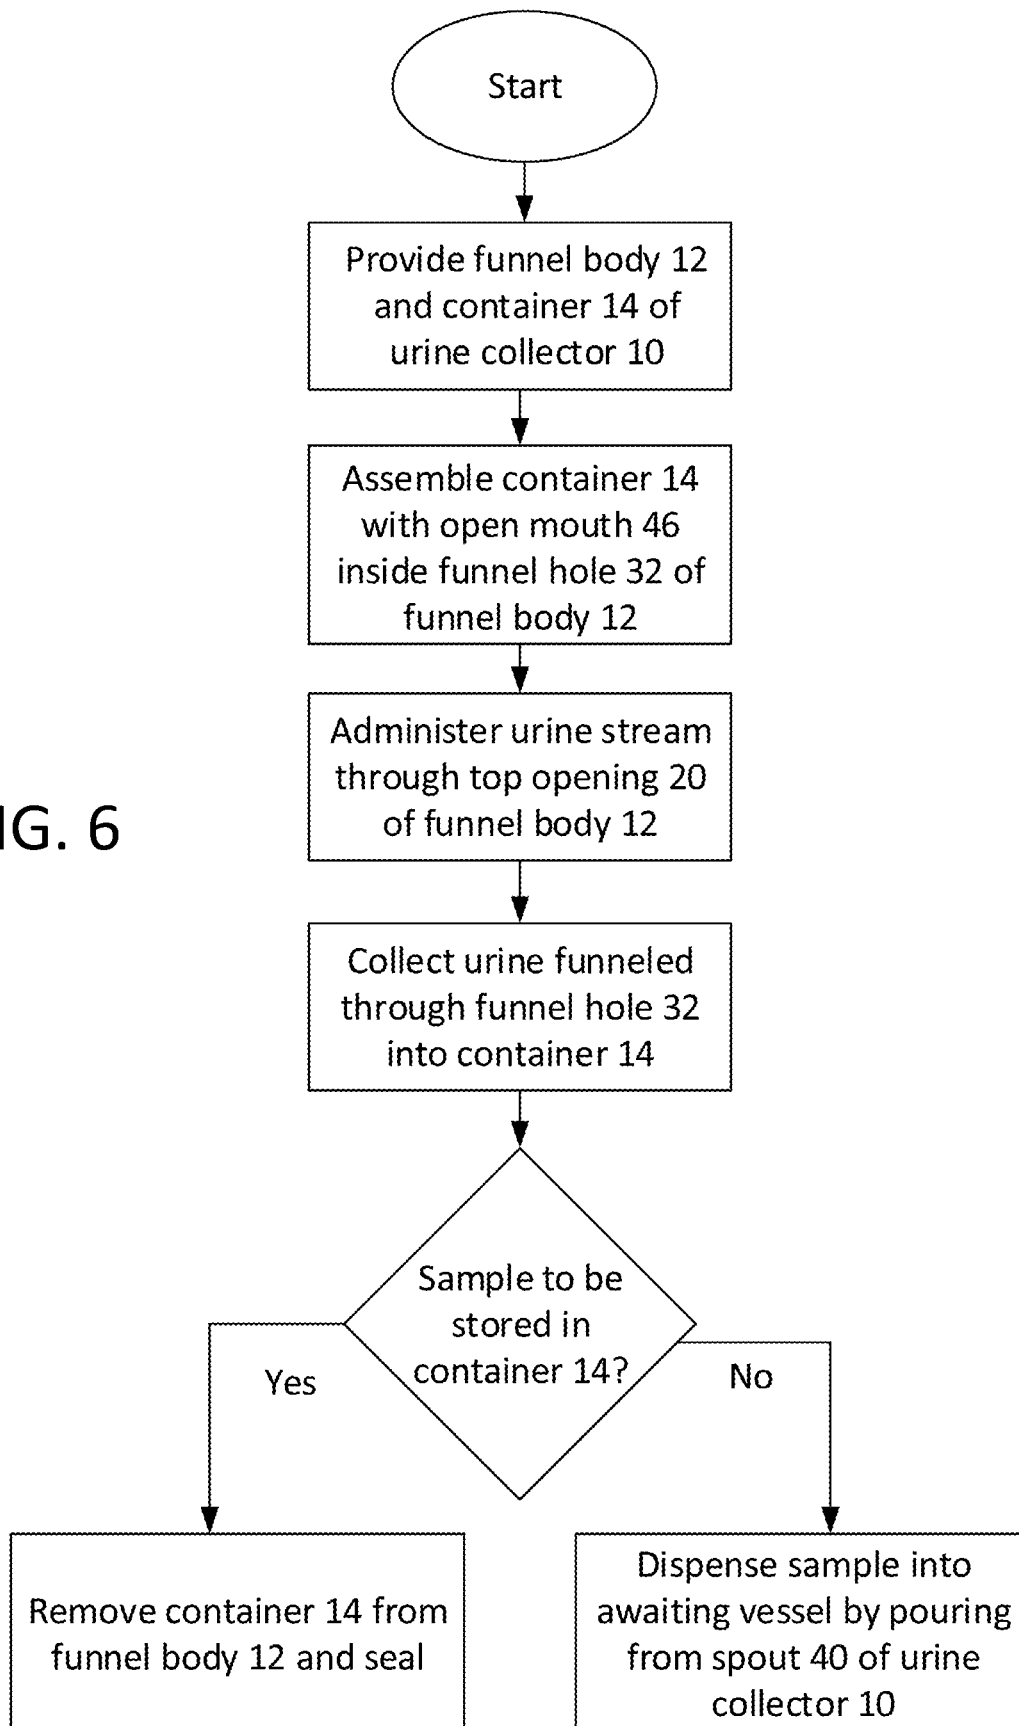 Start
Provide funnel body 12
and container 14 of
urine collector 10
Assemble container 14
with open mouth 46
inside funnel hole 32 of
funnel body 12
Administer urine stream
through top opening 20
of funnel body 12
IG. 6
Collect urine funneled
through funnel hole 32
into container 14
Sample to be
stored in
container 14?
Yes
No
Remove container 14 from
funnel body 12 and seal
Dispense sample into
awaiting vessel by pouring
from spout 40 of urine
collector 10